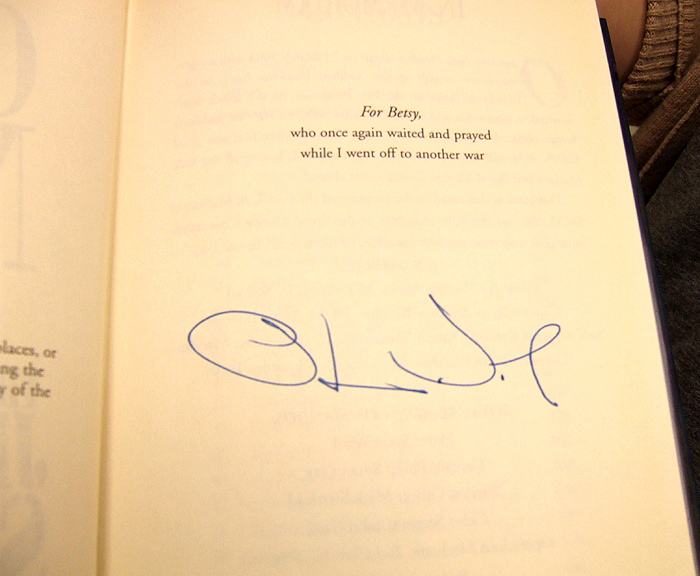 For Betsy,
who once again waited and prayed
while I went off to another war
laces, or
ng the
y of the